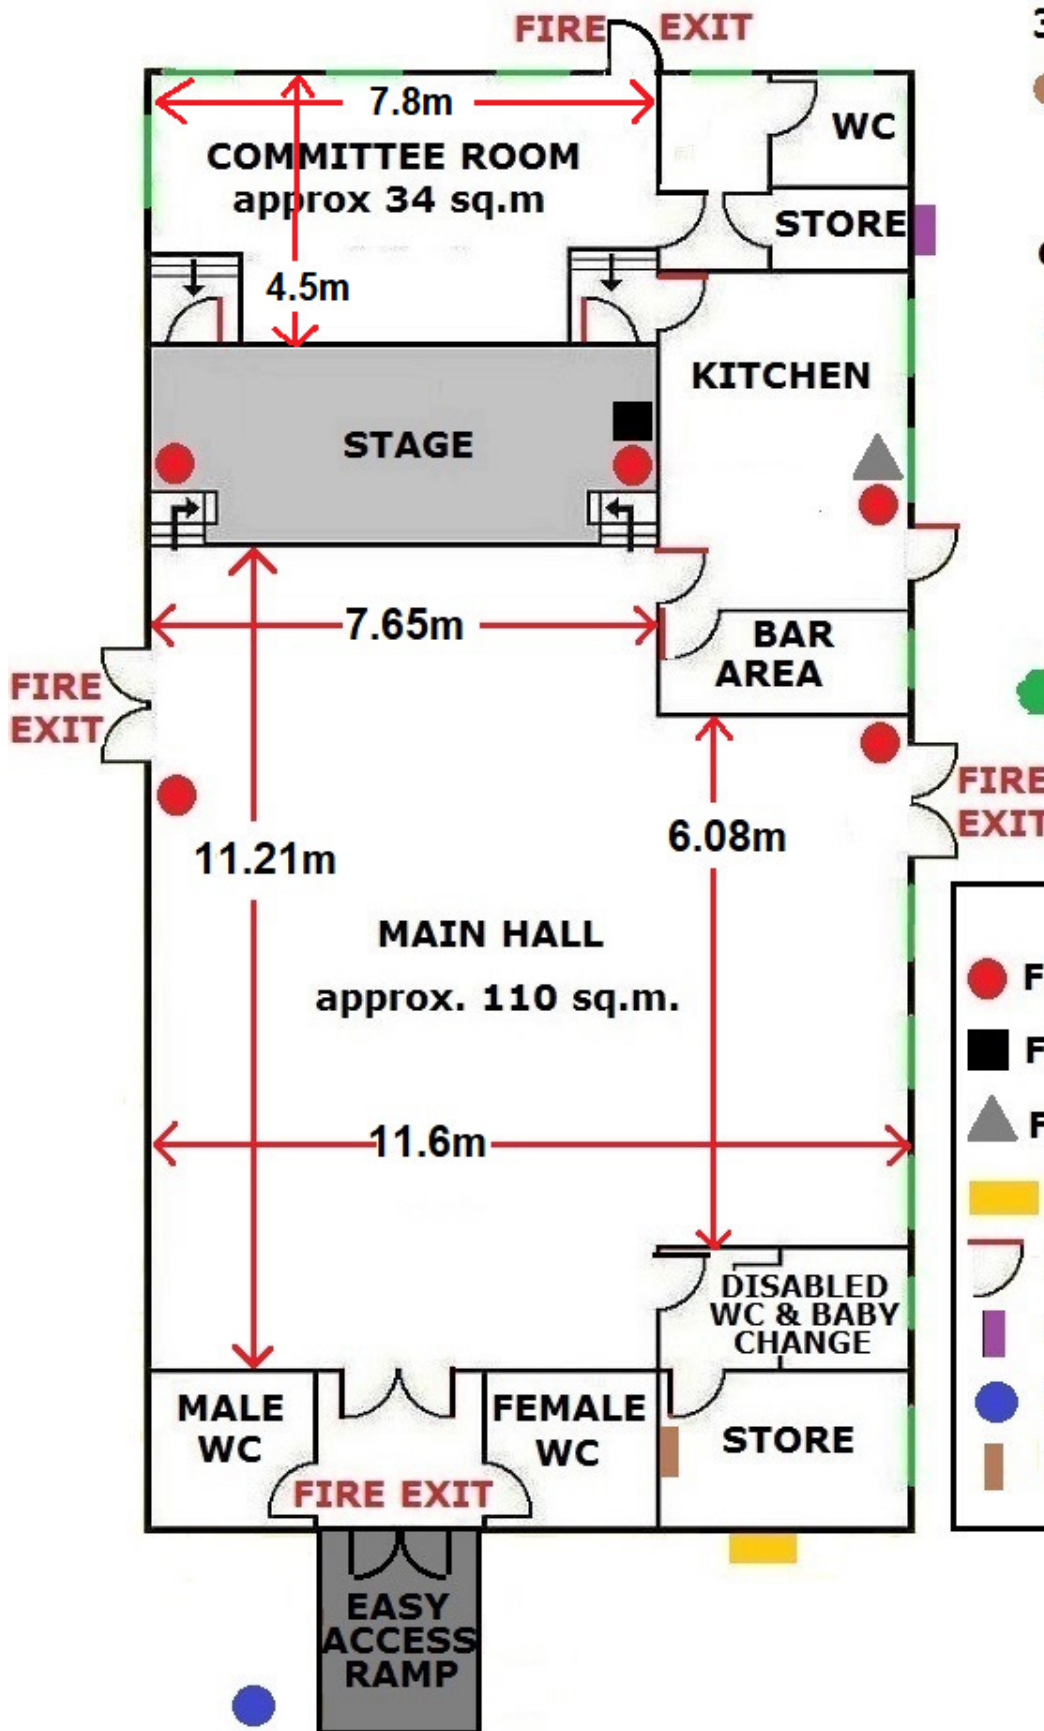 FIRE EXIT
3
7.8m
WC
COMMITTEE ROOM
approx 34 sq.m
STORE
4.5m
KITCHEN
STAGE
7.65m
BAR
AREA
FIRE
EXIT
FIRE
EXIT
6.08m
11.21m
MAIN HALL
approx. 110 sq.m.
F
F
F
11.6m
DISABLED
WC & BABY
CHANGE
MALE
WC
FEMALE
WC
STORE
FIRE EXIT
EASY
ACCESS
RAMP